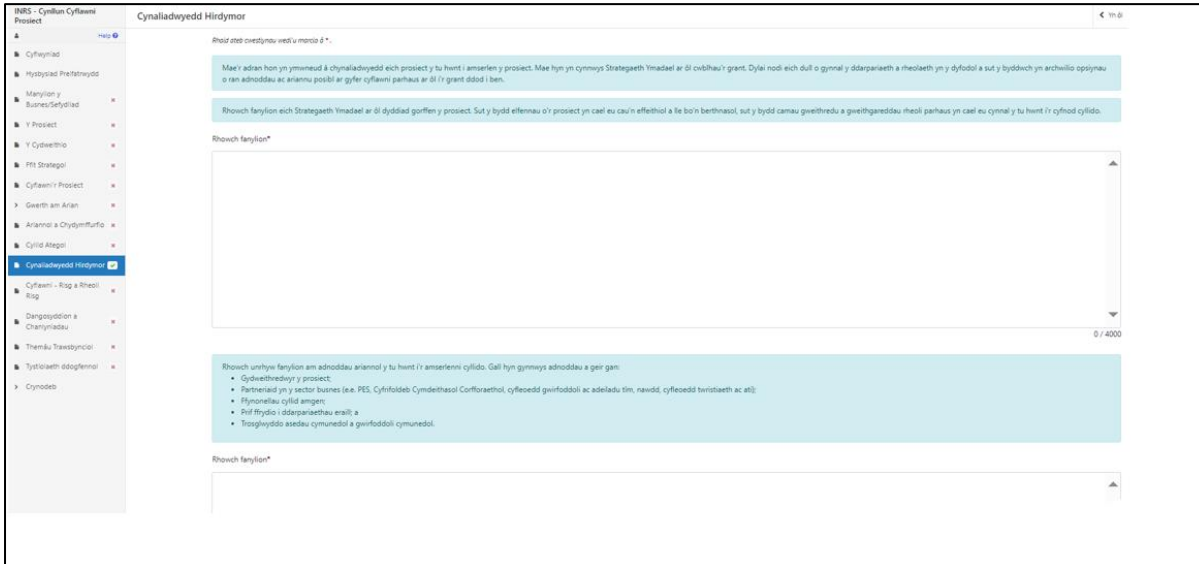 INRS - Cynllun Cyflawni
Prosiect
Help
Cyflwyniad
Hysbysiad Preifatrwydd
Manylion y
Busnes/Sefydliad
Y Prosiect
Y Cydweithio
Ffit Strategol
Cyflawni'r Prosiect
Gwerth am Arian
Ariannol a Chydymffurfio
Cyllid Ategol
Cynaliadwyedd Hirdymor
Cyflawni - Risg a Rheoli
Risg
Dangosyddion a
Chanlyniadau
Themâu Trawsbynciol
Tystiolaeth ddogfennol
Crynodeb
Cynaliadwyedd Hirdymor
Yn ôl
Rhaid ateb cwestiynau wedi'u marcio â * .
Mae'r adran hon yn ymwneud â chynaliadwyedd eich prosiect y tu hwnt i amserlen y prosiect. Mae hyn yn cynnwys Strategaeth Ymadael ar ôl cwblhau'r grant. Dylai nodi eich dull o gynnal y ddarpariaeth a rheolaeth yn y dyfodol a sut y byddwch yn archwilio opsiynau
o ran adnoddau ac ariannu posibl ar gyfer cyflawni parhaus ar ôl i'r grant ddod i ben.
Rhowch fanylion eich Strategaeth Ymadael ar ôl dyddiad gorffen y prosiect. Sut y bydd elfennau o'r prosiect yn cael eu cau'n effeithiol a lle bo'n berthnasol, sut y bydd camau gweithredu a gweithgareddau rheoli parhaus yn cael eu cynnal y tu hwnt i'r cyfnod cyllido.
Rhowch fanylion*
0 / 4000
Rhowch unrhyw fanylion am adnoddau ariannol y tu hwnt i'r amserlenni cyllido. Gall hyn gynnwys adnoddau a geir gan:
• Gydweithredwyr y prosiect;
• Partneriaid yn y sector busnes (e.e. PES, Cyfrifoldeb Cymdeithasol Corfforaethol, cyfleoedd gwirfoddoli ac adeiladu tîm, nawdd, cyfleoedd twristiaeth ac ati);
• Ffynonellau cyllid amgen;
• Prif ffrydio i ddarpariaethau eraill; a
• Trosglwyddo asedau cymunedol a gwirfoddoli cymunedol.
Rhowch fanylion*